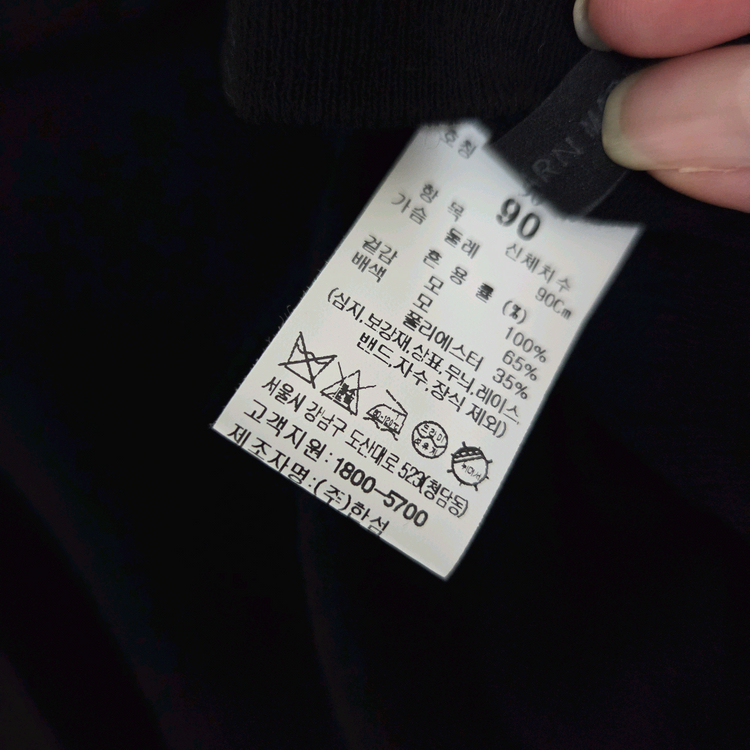 호칭
90
항 목 신체치수
가슴 둘레 90Cm
혼 용 률 (%)
겉감 모 100%
배색 모 65%
폴리에스터 35%
(심지,보강재,상표,무늬,레이스,
밴드,자수,장식 제외)
드라이
서울시 강남구 도산대로 523(청담동)
고객지원:1800-5700
제조자명:(주)한섬